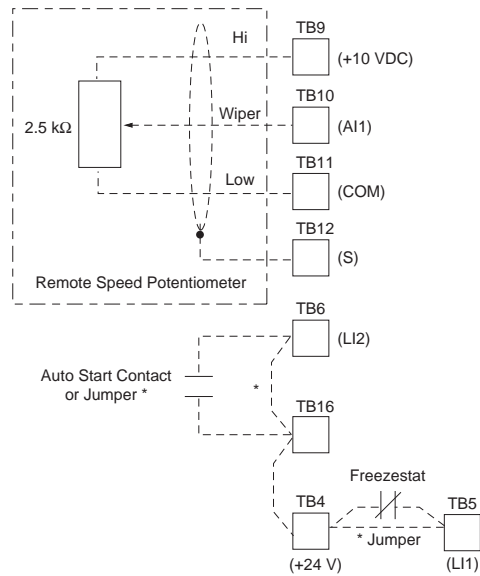 Hi
TB9
(+10 VDC)
2.5 kΩ
Wiper
TB10
(AI1)
Low
TB11
(COM)
TB12
(S)
Remote Speed Potentiometer
TB6
(LI2)
Auto Start Contact
or Jumper *
*
TB16
Freezestat
TB4
TB5
* Jumper
(+24 V)
(LI1)